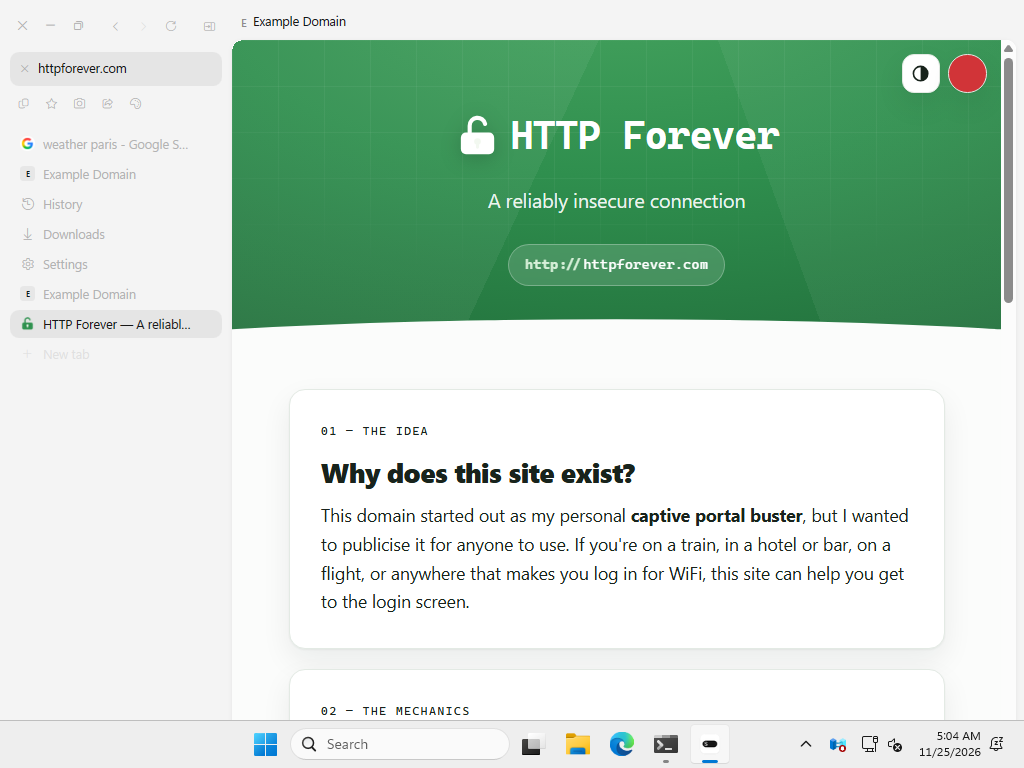 E Example Domain
httpforever.com
weather paris - Google S...
E Example Domain
History
Downloads
Settings
E Example Domain
HTTP Forever — A reliabl...
New tab
HTTP Forever
A reliably insecure connection
http://httpforever.com
01 — THE IDEA
Why does this site exist?
This domain started out as my personal captive portal buster, but I wanted
to publicise it for anyone to use. If you're on a train, in a hotel or bar, on a
flight, or anywhere that makes you log in for WiFi, this site can help you get
to the login screen.
02 — THE MECHANICS
Search
5:04 AM
11/25/2026